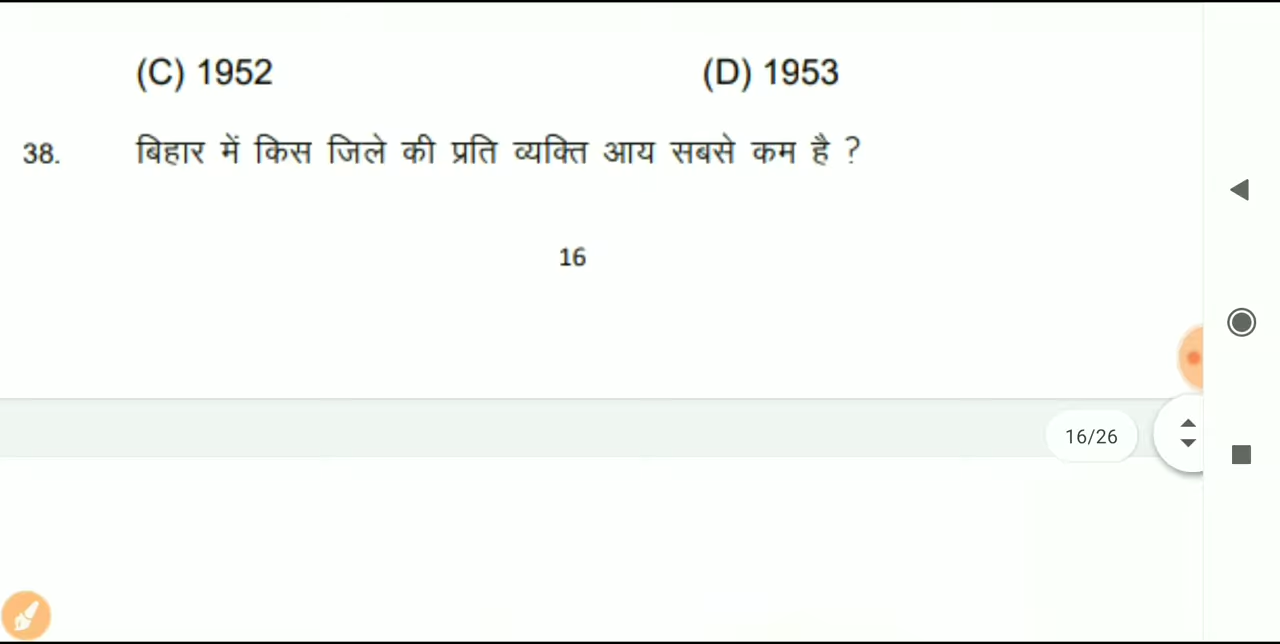 (C) 1952 (D) 1953
38. बिहार में किस जिले की प्रति व्यक्ति आय सबसे कम है ?
16
16/26